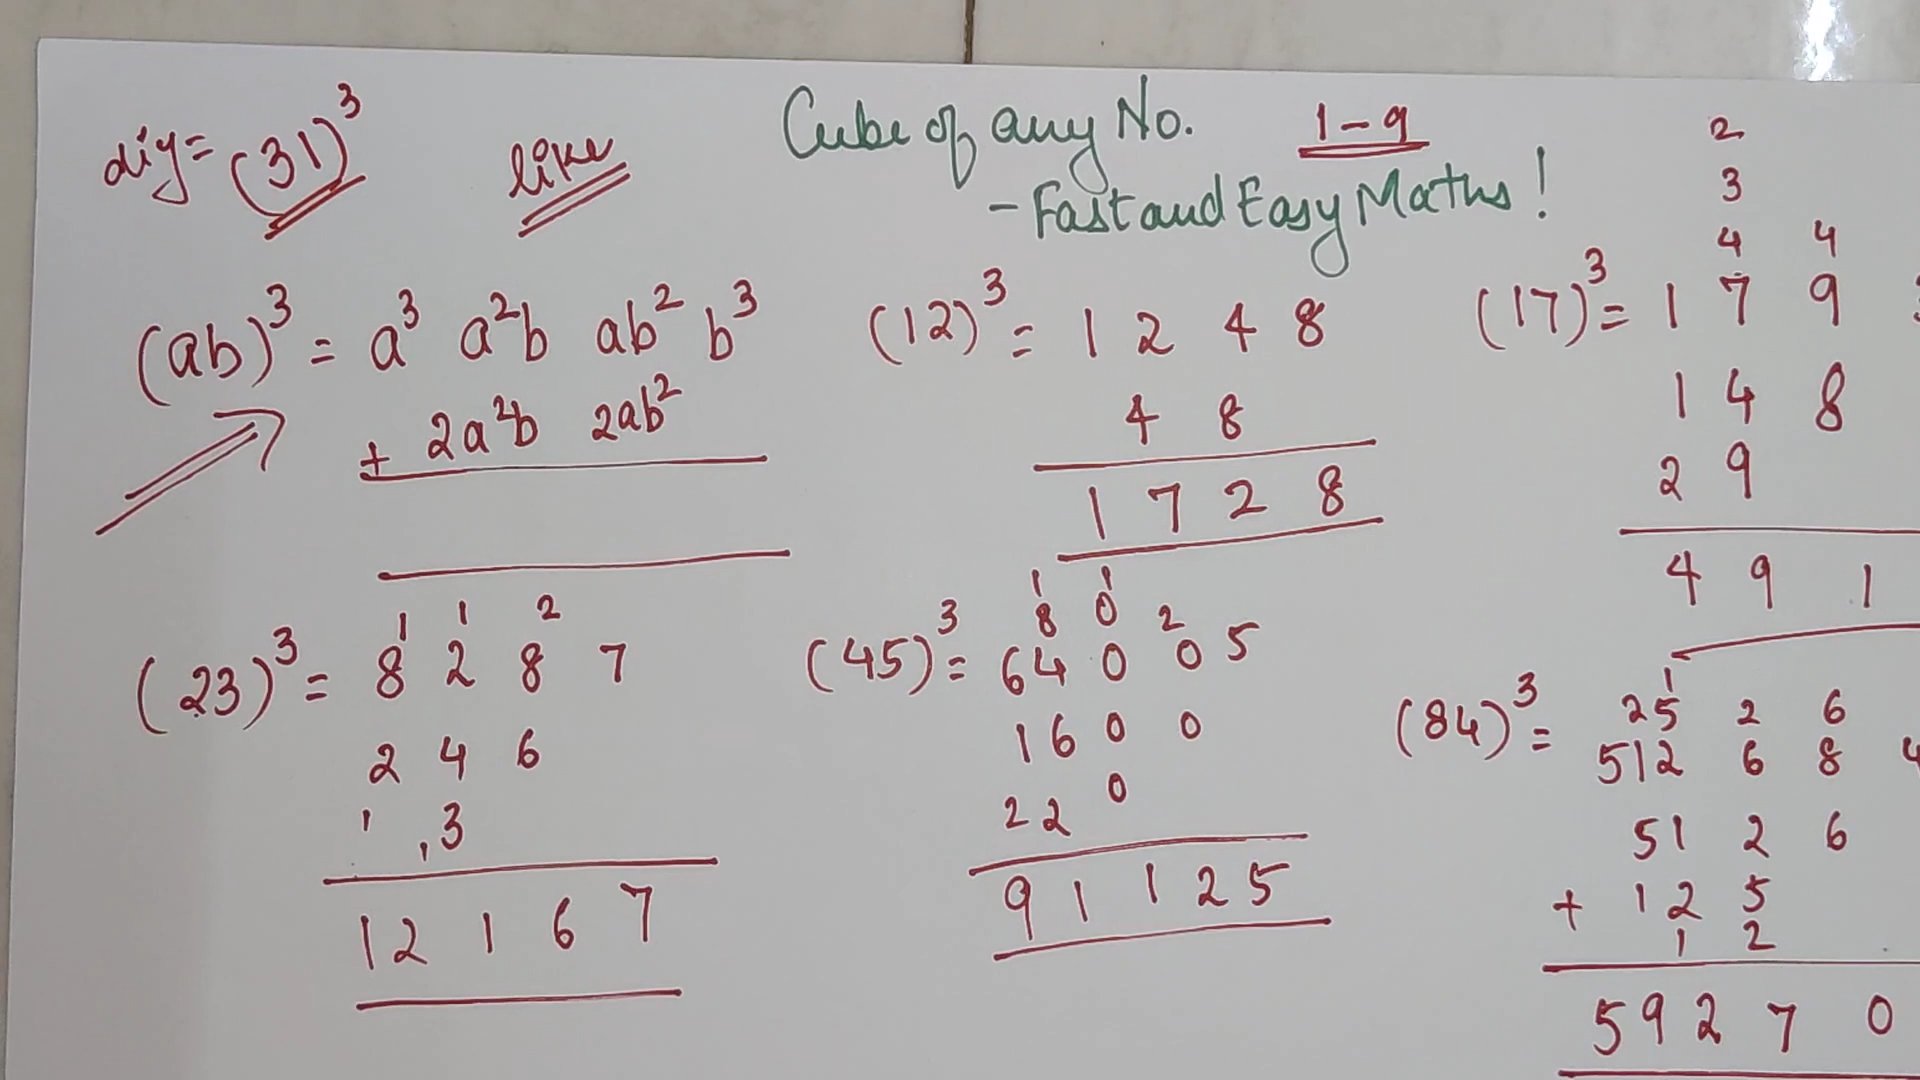 diy= (31)³
like
Cube of any No.
1-9
- Fast and Easy Maths!
(ab)³ = a³ a²b ab² b³
+ 2a²b 2ab²
(12)³ = 1 2 4 8
4 8
1 7 2 8
2
3
4 4
(17)³ = 1 7 9
1 4 8
2 9
4 9 1
1 1 2
(23)³ = 8 2 8 7
2 4 6
1 3
12 1 6 7
1 1
8 0 2
(45)³ = 64 0 0 5
16 0 0
22 0
9 1 1 2 5
1
25 2 6
(84)³ = 512 6 8 4
51 2 6
+ 12 5
1 2
59 2 7 0